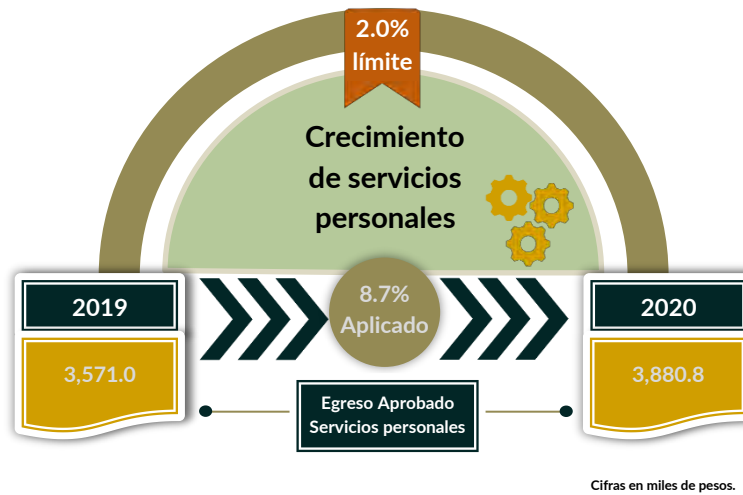 2.0%
límite
Crecimiento
de servicios
personales
2019
8.7%
Aplicado
2020
3,571.0
3,880.8
Egreso Aprobado
Servicios personales
Cifras en miles de pesos.